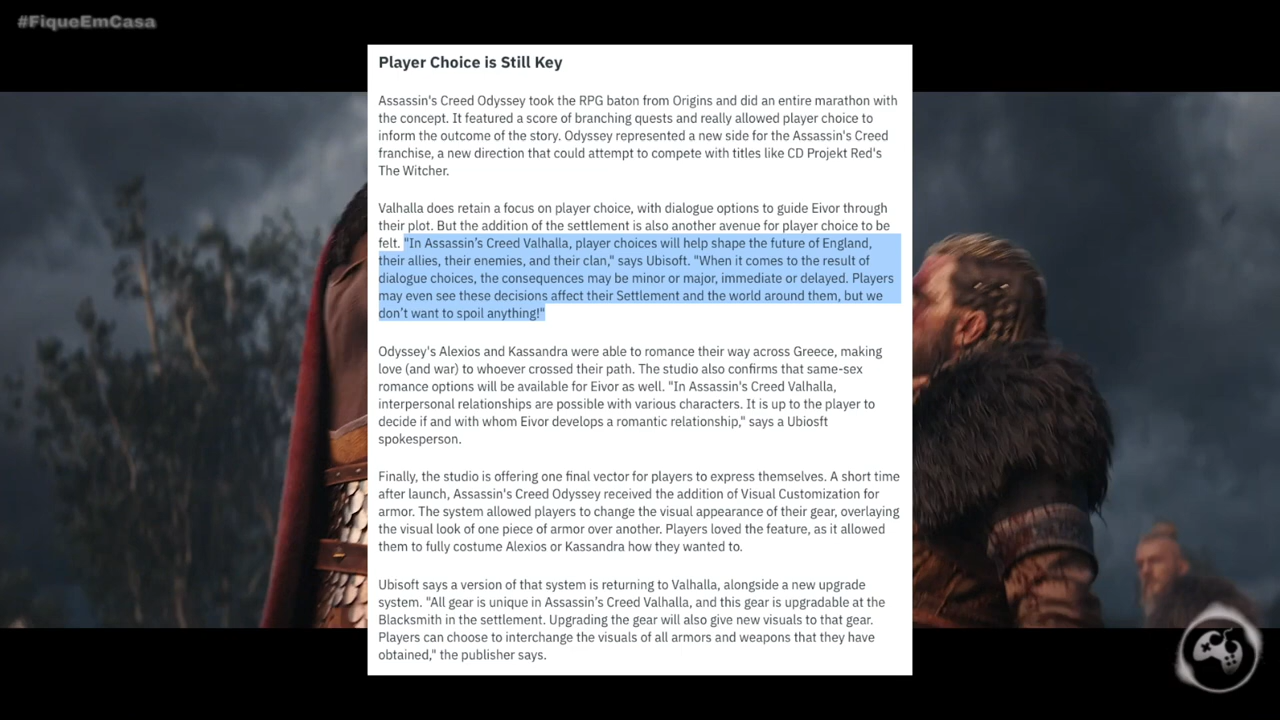 #FiqueEmCasa
Player Choice is Still Key
Assassin's Creed Odyssey took the RPG baton from Origins and did an entire marathon with
the concept. It featured a score of branching quests and really allowed player choice to
inform the outcome of the story. Odyssey represented a new side for the Assassin's Creed
franchise, a new direction that could attempt to compete with titles like CD Projekt Red's
The Witcher.
Valhalla does retain a focus on player choice, with dialogue options to guide Eivor through
their plot. But the addition of the settlement is also another avenue for player choice to be
felt. "In Assassin's Creed Valhalla, player choices will help shape the future of England,
their allies, their enemies, and their clan," says Ubisoft. "When it comes to the result of
dialogue choices, the consequences may be minor or major, immediate or delayed. Players
may even see these decisions affect their Settlement and the world around them, but we
don't want to spoil anything!"
Odyssey's Alexios and Kassandra were able to romance their way across Greece, making
love (and war) to whoever crossed their path. The studio also confirms that same-sex
romance options will be available for Eivor as well. "In Assassin's Creed Valhalla,
interpersonal relationships are possible with various characters. It is up to the player to
decide if and with whom Eivor develops a romantic relationship," says a Ubiosft
spokesperson.
Finally, the studio is offering one final vector for players to express themselves. A short time
after launch, Assassin's Creed Odyssey received the addition of Visual Customization for
armor. The system allowed players to change the visual appearance of their gear, overlaying
the visual look of one piece of armor over another. Players loved the feature, as it allowed
them to fully costume Alexios or Kassandra how they wanted to.
Ubisoft says a version of that system is returning to Valhalla, alongside a new upgrade
system. "All gear is unique in Assassin's Creed Valhalla, and this gear is upgradable at the
Blacksmith in the settlement. Upgrading the gear will also give new visuals to that gear.
Players can choose to interchange the visuals of all armors and weapons that they have
obtained," the publisher says.